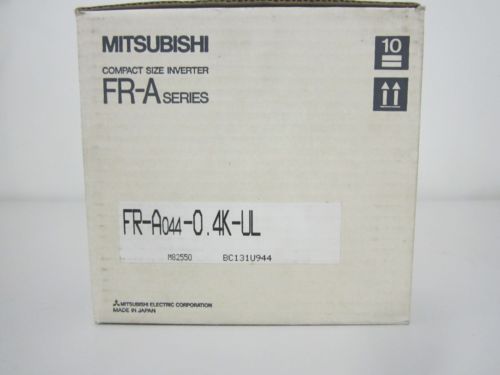 MITSUBISHI
COMPACT SIZE INVERTER
FR-A SERIES
10
FR-A044-0.4K-UL
M82550 BC131U944
MITSUBISHI ELECTRIC CORPORATION
MADE IN JAPAN